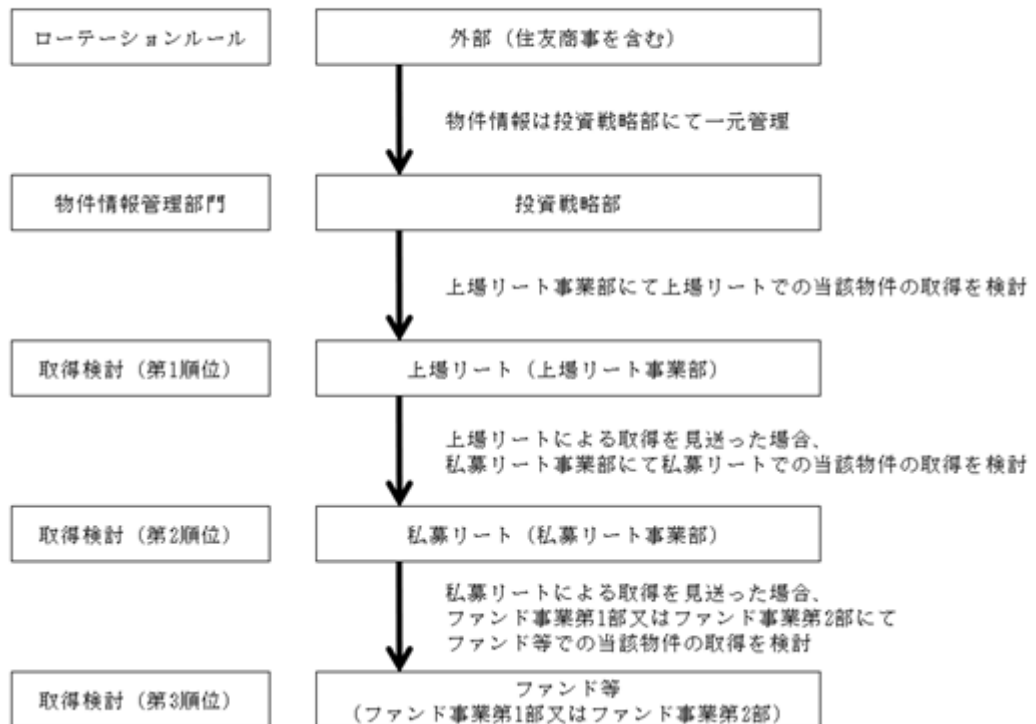 ローテーションルール
外部（住友商事を含む）
物件情報は投資戦略部にて一元管理
物件情報管理部門
投資戦略部
上場リート事業部にて上場リートでの当該物件の取得を検討
取得検討（第1順位）
上場リート（上場リート事業部）
上場リートによる取得を見送った場合、
私募リート事業部にて私募リートでの当該物件の取得を検討
取得検討（第2順位）
私募リート（私募リート事業部）
私募リートによる取得を見送った場合、
ファンド事業第1部又はファンド事業第2部にて
ファンド等での当該物件の取得を検討
取得検討（第3順位）
ファンド等
（ファンド事業第1部又はファンド事業第2部）